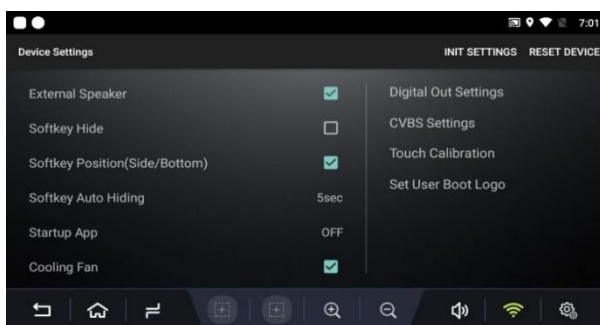 7:01
Device Settings
INIT SETTINGS RESET DEVICE
External Speaker
Softkey Hide
Softkey Position(Side/Bottom)
Softkey Auto Hiding 5sec
Startup App OFF
Cooling Fan
Digital Out Settings
CVBS Settings
Touch Calibration
Set User Boot Logo